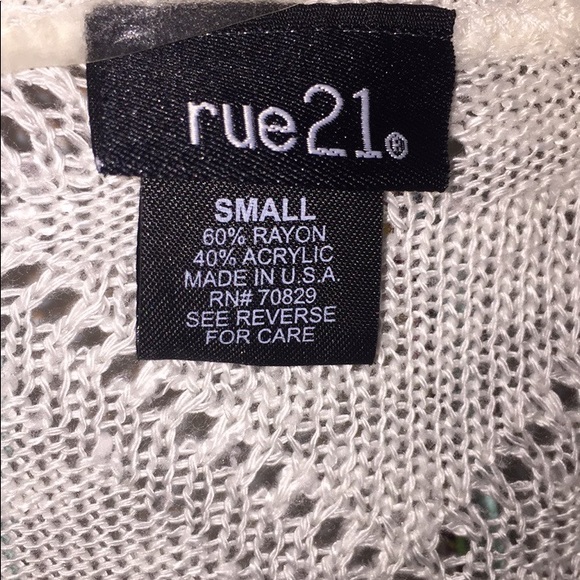 rue21®
SMALL
60% RAYON
40% ACRYLIC
MADE IN U.S.A.
RN# 70829
SEE REVERSE
FOR CARE